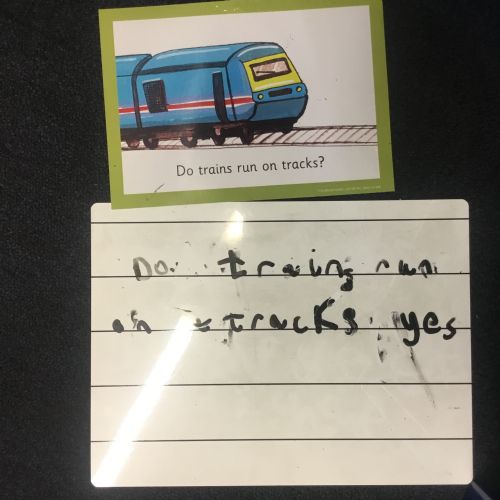 Do trains run on tracks?
Do trains run
on tracks yes